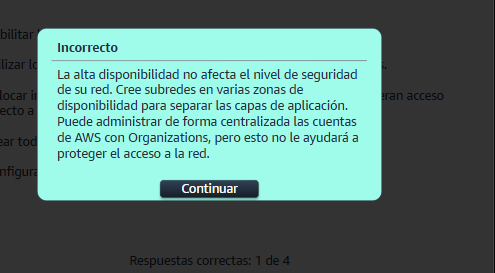 bilitar
Incorrecto
La alta disponibilidad no afecta el nivel de seguridad
de su red. Cree subredes en varias zonas de
disponibilidad para separar las capas de aplicación.
Puede administrar de forma centralizada las cuentas
de AWS con Organizations, pero esto no le ayudará a
proteger el acceso a la red.
Continuar
lizar
s.
locar
eran acceso
ecto a
ear tod
nfigura
Respuestas correctas: 1 de 4